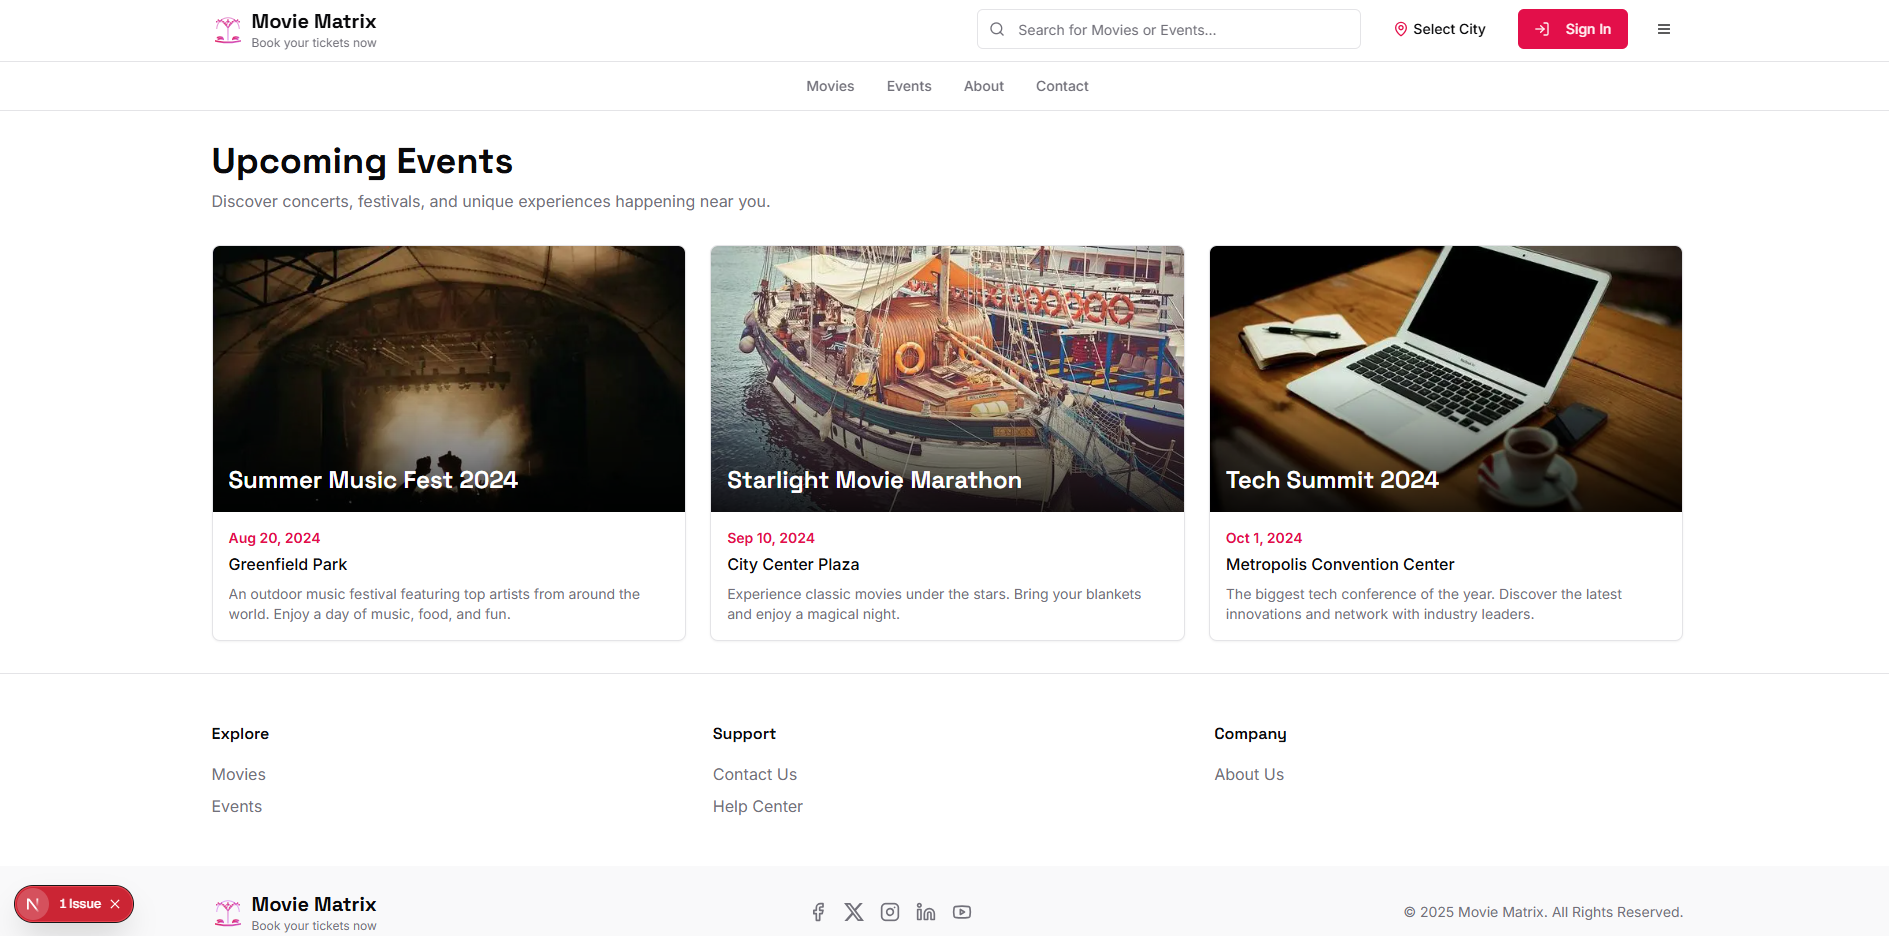 Movie Matrix
Book your tickets now
Search for Movies or Events...
Select City
Sign In
Movies
Events
About
Contact
Upcoming Events
Discover concerts, festivals, and unique experiences happening near you.
Summer Music Fest 2024
Aug 20, 2024
Greenfield Park
An outdoor music festival featuring top artists from around the
world. Enjoy a day of music, food, and fun.
Starlight Movie Marathon
Sep 10, 2024
City Center Plaza
Experience classic movies under the stars. Bring your blankets
and enjoy a magical night.
Tech Summit 2024
Oct 1, 2024
Metropolis Convention Center
The biggest tech conference of the year. Discover the latest
innovations and network with industry leaders.
Explore
Movies
Events
Support
Contact Us
Help Center
Company
About Us
N
1 Issue
Movie Matrix
Book your tickets now
© 2025 Movie Matrix. All Rights Reserved.